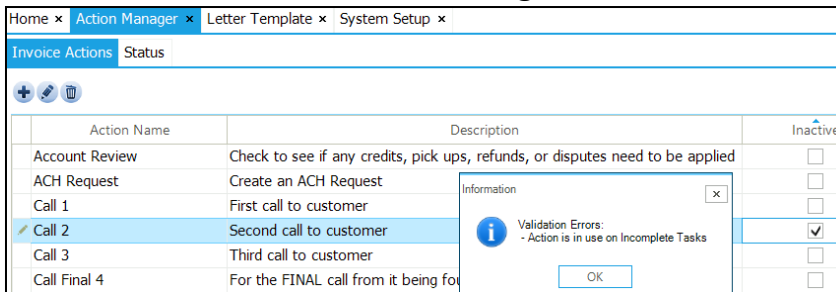 Home × Action Manager × Letter Template × System Setup ×
Invoice Actions Status
Action Name Description Inactive
Account Review Check to see if any credits, pick ups, refunds, or disputes need to be applied
ACH Request Create an ACH Request
Information
Call 1 First call to customer
Call 2 Second call to customer
Validation Errors:
- Action is in use on Incomplete Tasks
Call 3 Third call to customer
Call Final 4 For the FINAL call from it being
OK